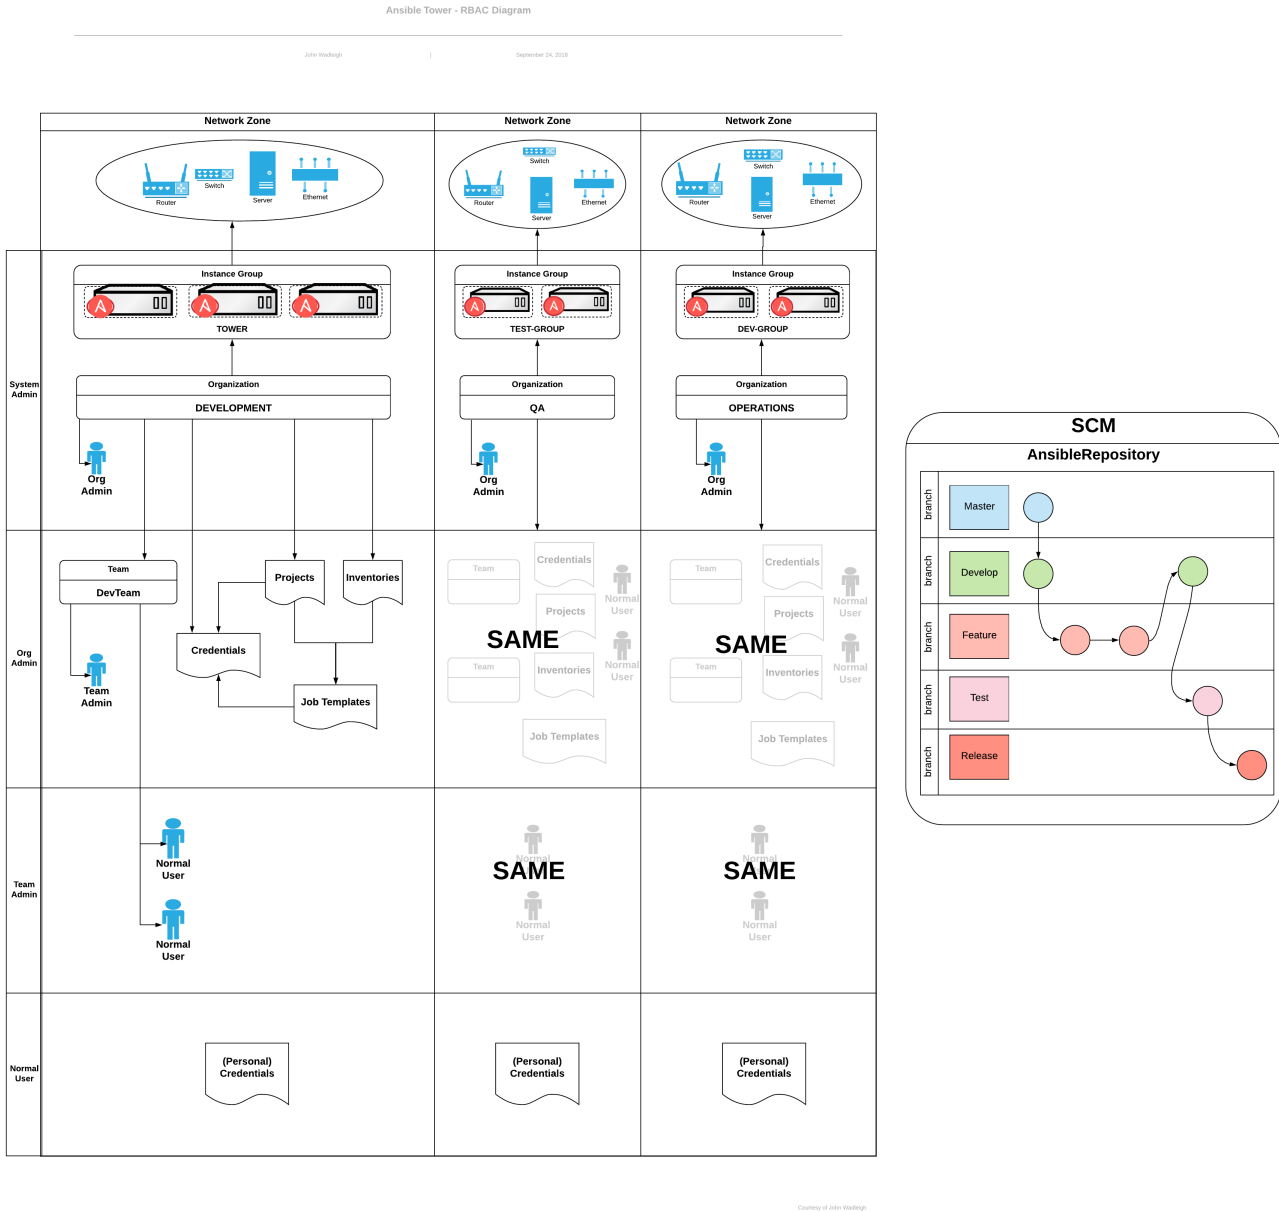 Ansible Tower - RBAC Diagram
John Wadleigh | September 24, 2018
Network Zone
Network Zone
Network Zone
Router
Switch
Server
Ethernet
Switch
Router
Server
Ethernet
Switch
Router
Server
Ethernet
System
Admin
Instance Group
TOWER
Instance Group
TEST-GROUP
Instance Group
DEV-GROUP
Organization
DEVELOPMENT
Organization
QA
Organization
OPERATIONS
Org
Admin
Org
Admin
Org
Admin
Org
Admin
Team
DevTeam
Projects
Inventories
Credentials
Team
Admin
Job Templates
Team
Credentials
Normal
User
Projects
SAME
Team
Inventories
Normal
User
Job Templates
Team
Credentials
Normal
User
Projects
SAME
Team
Inventories
Normal
User
Job Templates
Team
Admin
Normal
User
Normal
User
Normal
SAME
Normal
User
Normal
SAME
Normal
User
Normal
User
(Personal)
Credentials
(Personal)
Credentials
(Personal)
Credentials
SCM
AnsibleRepository
branch
Master
branch
Develop
branch
Feature
branch
Test
branch
Release
Courtesy of John Wadleigh